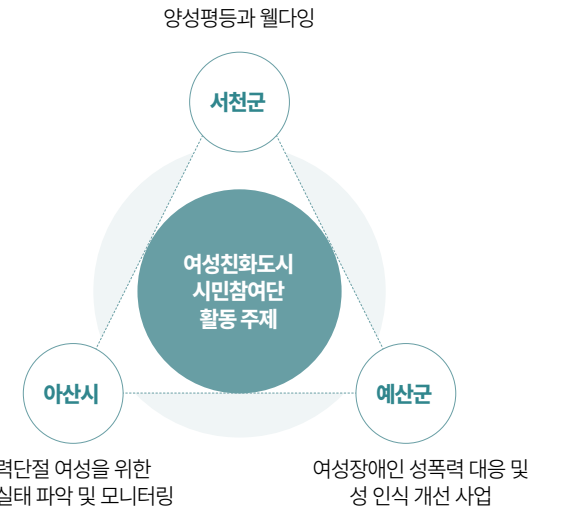 양성평등과 웰다잉
서천군
여성친화도시
시민참여단
활동 주제
아산시
예산군
력단절 여성을 위한
실태 파악 및 모니터링
여성장애인 성폭력 대응 및
성 인식 개선 사업